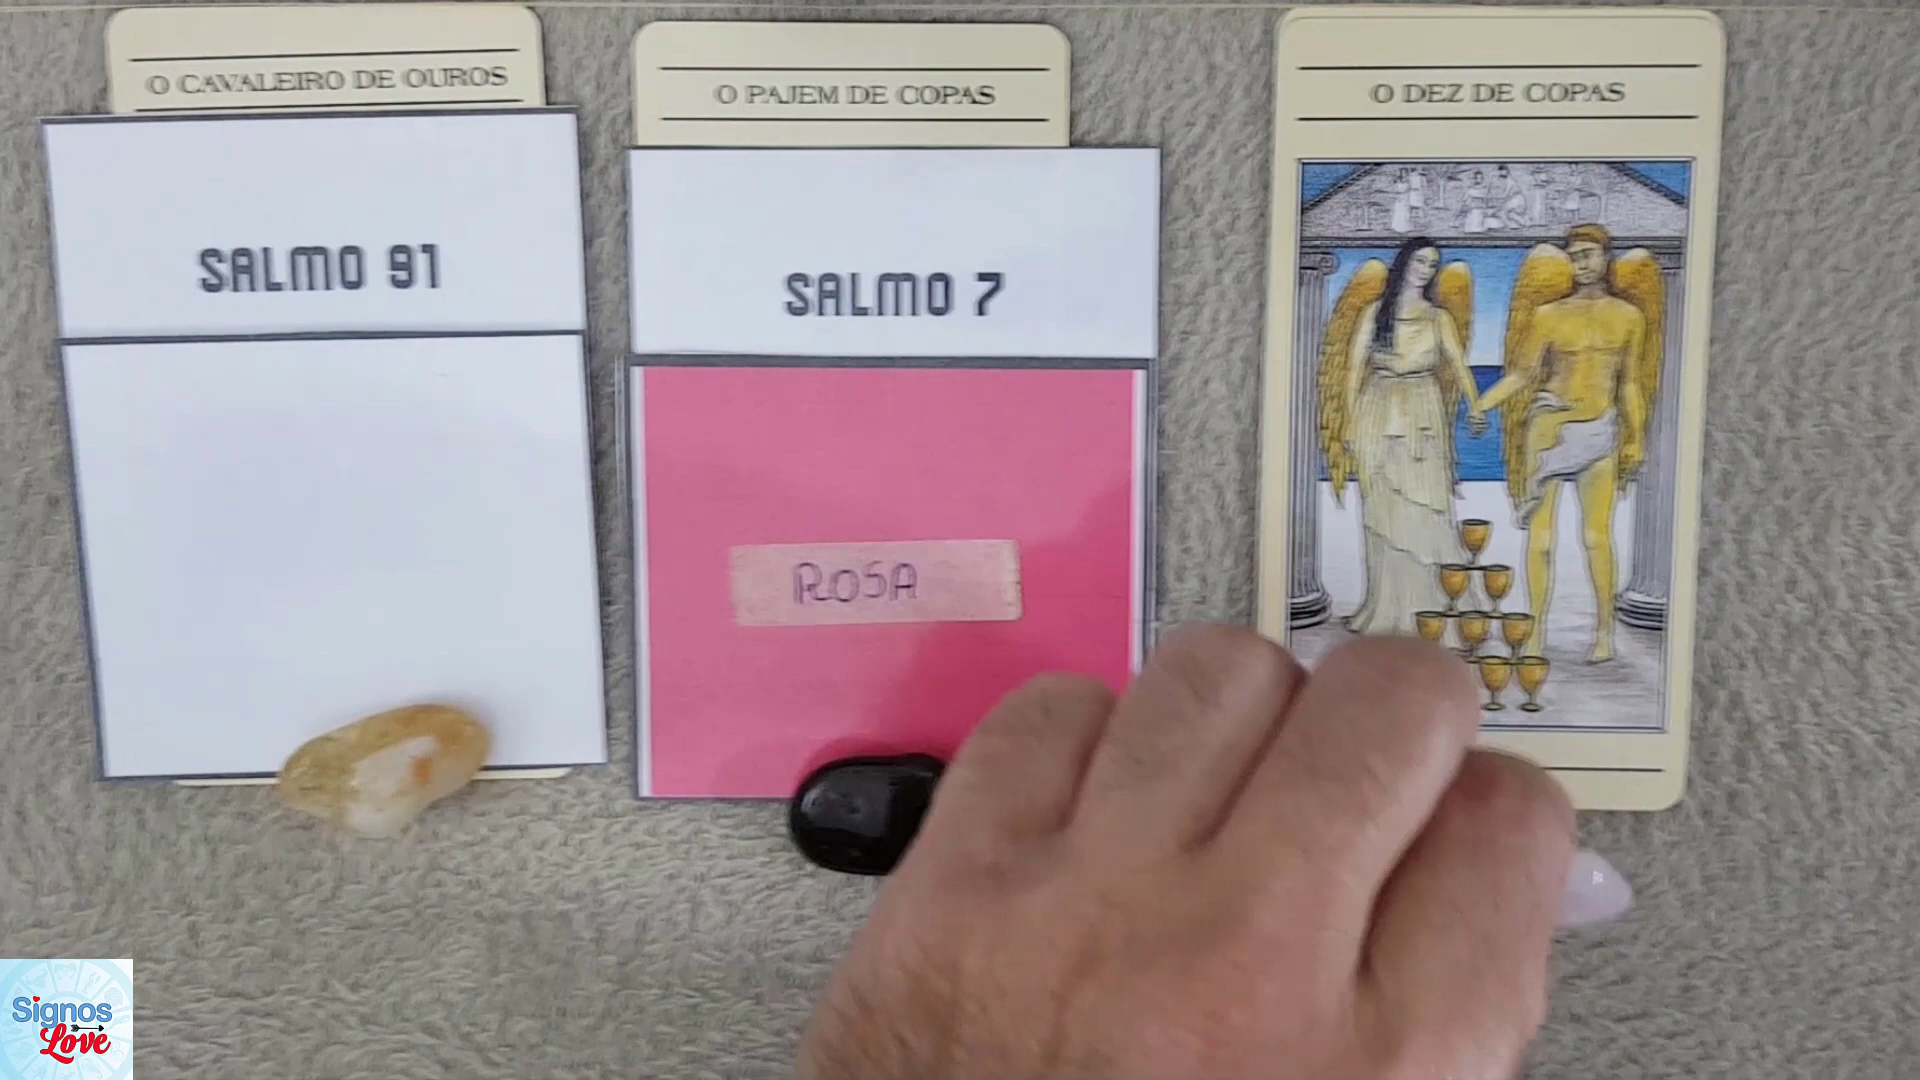 O CAVALEIRO DE OUROS
O PAJEM DE COPAS
O DEZ DE COPAS
SALMO 91
SALMO 7
ROSA
Signos
Love